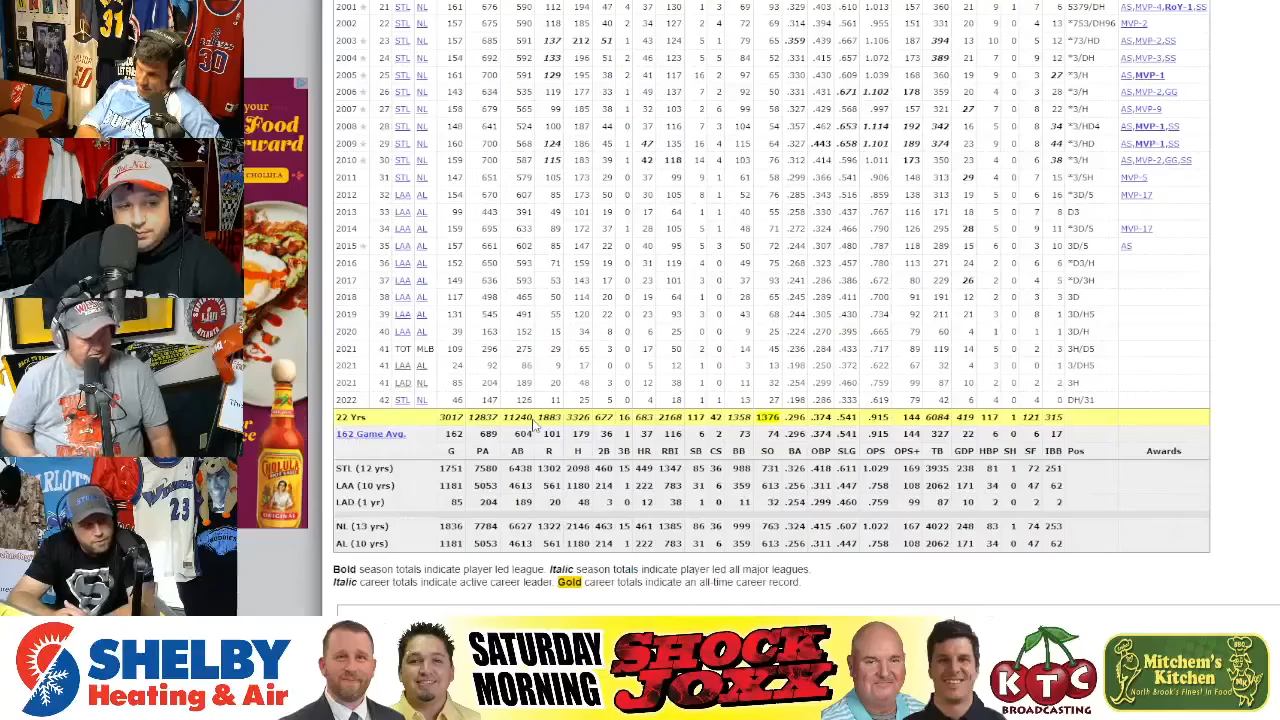 2001 21 STL NL 161 676 590 112 194 47 4 37 130 1 3 69 93 .329 .403 .610 1.013 157 360 21 9 1 7 6 5379/DH AS,MVP-4,RoY-1,SS
2002 22 STL NL 157 675 590 118 185 40 2 34 127 2 4 72 69 .314 .394 .561 .955 151 331 20 9 0 4 13 *753/DH96 MVP-2
2003 23 STL NL 157 685 591 137 212 51 1 43 124 5 1 79 65 .359 .439 .667 1.106 187 394 13 10 0 5 12 *73/HD AS,MVP-2,SS
2004 24 STL NL 154 692 592 133 196 51 2 46 123 5 5 84 52 .331 .415 .657 1.072 173 389 21 7 0 9 12 *3/DH AS,MVP-3,SS
2005 25 STL NL 161 700 591 129 195 38 2 41 117 16 2 97 65 .330 .430 .609 1.039 168 360 19 9 0 3 27 *3/H AS,MVP-1
2006 26 STL NL 143 634 535 119 177 33 1 49 137 7 2 92 50 .331 .431 .671 1.102 178 359 20 4 0 3 28 *3/H AS,MVP-2,GG
2007 27 STL NL 158 679 565 99 185 38 1 32 103 2 6 99 58 .327 .429 .568 .997 157 321 27 7 0 8 22 *3/H MVP-9
2008 28 STL NL 148 641 524 100 187 44 0 37 116 7 3 104 54 .357 .462 .653 1.114 192 342 16 5 0 8 34 *3/HD4 AS,MVP-1,SS
2009 29 STL NL 160 700 568 124 186 45 1 47 135 16 4 115 64 .327 .443 .658 1.101 189 374 23 9 0 8 44 *3/HD AS,MVP-1,SS
2010 30 STL NL 159 700 587 115 183 39 1 42 118 14 4 103 76 .312 .414 .596 1.011 173 350 23 4 0 6 38 *3/H AS,MVP-2,GG,SS
2011 31 STL NL 147 651 579 105 173 29 0 37 99 9 1 61 58 .299 .366 .541 .906 148 313 29 4 0 7 15 *3/5H MVP-5
2012 32 LAA AL 154 670 607 85 173 50 0 30 105 8 1 52 76 .285 .343 .516 .859 138 313 19 5 0 6 16 *3D/5 MVP-17
2013 33 LAA AL 99 443 391 49 101 19 0 17 64 1 1 40 55 .258 .330 .437 .767 116 171 18 5 0 7 8 D3
2014 34 LAA AL 159 695 633 89 172 37 1 28 105 5 1 48 71 .272 .324 .466 .790 126 295 28 5 0 9 11 *3D/5 MVP-17
2015 35 LAA AL 157 661 602 85 147 22 0 40 95 5 3 50 72 .244 .307 .480 .787 118 289 15 6 0 3 10 3D/5 AS
2016 36 LAA AL 152 650 593 71 159 19 0 31 119 4 0 49 75 .268 .323 .457 .780 113 271 24 2 0 6 6 *D3/H
2017 37 LAA AL 149 636 593 53 143 17 0 23 101 3 0 37 93 .241 .286 .386 .672 80 229 26 1 0 5 4 *D/3H
2018 38 LAA AL 117 498 465 50 114 20 0 19 64 1 0 28 65 .245 .289 .411 .700 91 191 12 2 0 3 3 3D
2019 39 LAA AL 131 545 491 55 120 22 0 23 93 3 0 43 68 .244 .305 .430 .734 92 211 21 3 0 8 5 3D/H5
2020 40 LAA AL 39 163 152 15 34 8 0 6 25 0 0 9 25 .224 .270 .395 .665 77 60 4 1 0 1 1 3D/H
2021 41 TOT MLB 109 296 275 29 65 3 0 17 50 2 0 14 45 .236 .284 .433 .717 89 119 14 5 0 2 3 3H/D5
2021 41 LAA AL 24 92 86 9 17 0 0 5 12 1 0 3 13 .198 .250 .372 .622 67 32 4 3 0 0 1 3/DH5
2021 41 LAD NL 85 204 189 20 48 3 0 12 38 1 0 11 32 .254 .299 .460 .759 99 87 10 2 0 2 2 3H
2022 42 STL NL 46 147 126 11 .198 .294 .619 79 42 6 4 0 1 0 DH/31
22 Yrs 3017 12837 11240 1883 3326 677 16 683 2168 117 42 1358 1376 .296 .374 .541 .915 144 6084 419 117 1 121 315
162 Game Avg. 162 689 604 101 179 36 1 37 116 6 2 73 74 .296 .374 .541 .915 144 327 22 6 0 6 17
G PA AB R H 2B 3B HR RBI SB CS BB SO BA OBP SLG OPS OPS+ TB GDP HBP SH SF IBB Pos Awards
STL (12 yrs) 1751 7580 6438 1302 2098 460 15 449 1347 85 36 988 731 .326 .418 .611 1.029 169 3935 238 81 1 72 251
LAA (10 yrs) 1181 5053 4613 561 1180 214 1 222 783 31 6 359 613 .256 .311 .447 .758 108 2062 171 34 0 47 62
LAD (1 yr) 85 204 189 20 48 3 0 12 38 1 0 11 32 .254 .299 .460 .759 99 87 10 2 0 2 2
NL (13 yrs) 1836 7784 6627 1322 2146 463 15 461 1385 86 36 999 763 .324 .415 .607 1.022 167 4022 248 83 1 74 253
AL (10 yrs) 1181 5053 4613 561 1180 214 1 222 783 31 6 359 613 .256 .311 .447 .758 108 2062 171 34 0 47 62
Bold season totals indicate player led league. Italic season totals indicate player led all major leagues.
Italic career totals indicate active career leader. Gold career totals indicate an all-time career record.
your
Food
CHOLULA
CHOLULA
ORIGINAL
31
30
50
23
SHELBY
Heating & Air
SATURDAY
MORNING
SHOCK
JOXX
KTC
BROADCASTING
Mitchem's
Kitchen
North Brook's Finest in Food